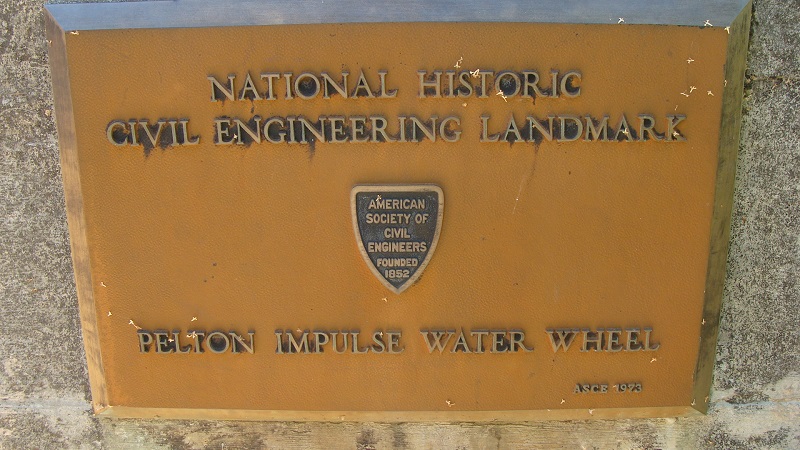 NATIONAL HISTORIC
CIVIL ENGINEERING LANDMARK
AMERICAN
SOCIETY OF
CIVIL
ENGINEERS
FOUNDED
1852
PELTON IMPULSE WATER WHEEL
ASCE 1973